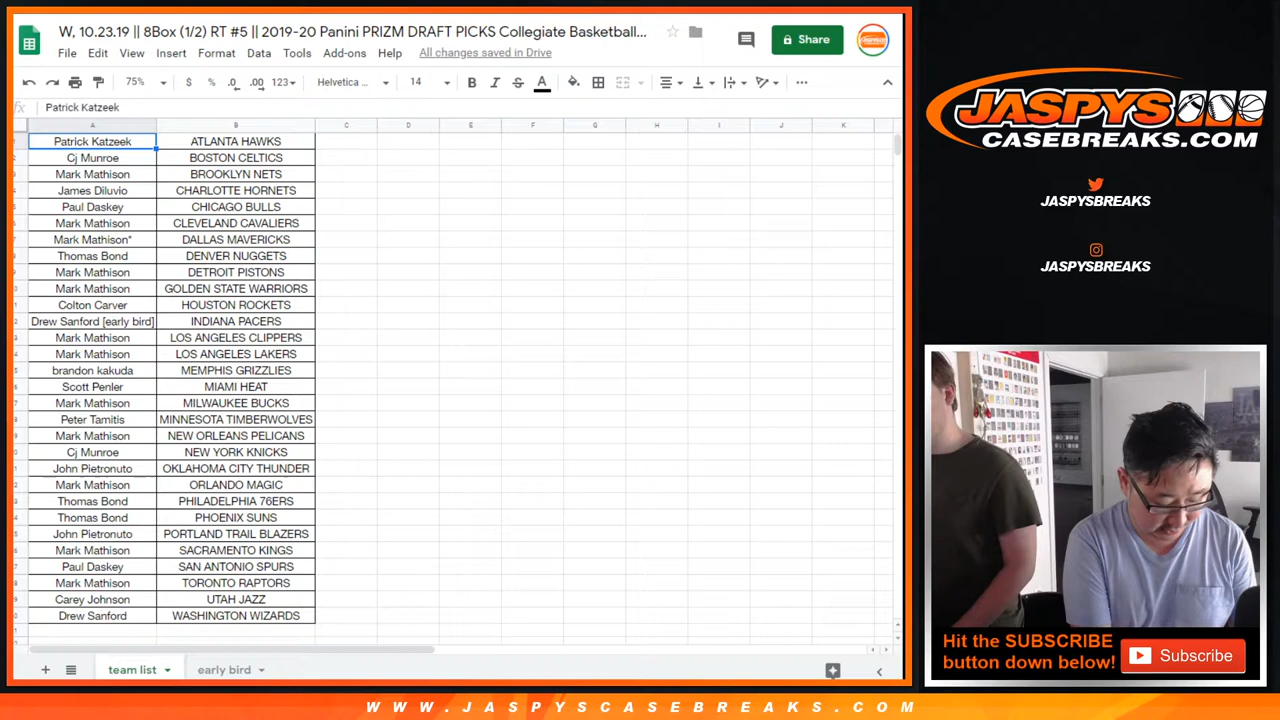 W, 10.23.19 || 8Box (1/2) RT #5 || 2019-20 Panini PRIZM DRAFT PICKS Collegiate Basketball...
File Edit View Insert Format Data Tools Add-ons Help All changes saved in Drive
Share
75% $ % .0 .00 123 Helvetica ... 14 B I S A
fx Patrick Katzeek
A B C D E F G H I J K
Patrick Katzeek ATLANTA HAWKS
Cj Munroe BOSTON CELTICS
Mark Mathison BROOKLYN NETS
James Diluvio CHARLOTTE HORNETS
Paul Daskey CHICAGO BULLS
Mark Mathison CLEVELAND CAVALIERS
Mark Mathison* DALLAS MAVERICKS
Thomas Bond DENVER NUGGETS
Mark Mathison DETROIT PISTONS
Mark Mathison GOLDEN STATE WARRIORS
Colton Carver HOUSTON ROCKETS
Drew Sanford [early bird] INDIANA PACERS
Mark Mathison LOS ANGELES CLIPPERS
Mark Mathison LOS ANGELES LAKERS
brandon kakuda MEMPHIS GRIZZLIES
Scott Penler MIAMI HEAT
Mark Mathison MILWAUKEE BUCKS
Peter Tamitis MINNESOTA TIMBERWOLVES
Mark Mathison NEW ORLEANS PELICANS
Cj Munroe NEW YORK KNICKS
John Pietronuto OKLAHOMA CITY THUNDER
Mark Mathison ORLANDO MAGIC
Thomas Bond PHILADELPHIA 76ERS
Thomas Bond PHOENIX SUNS
John Pietronuto PORTLAND TRAIL BLAZERS
Mark Mathison SACRAMENTO KINGS
Paul Daskey SAN ANTONIO SPURS
Mark Mathison TORONTO RAPTORS
Carey Johnson UTAH JAZZ
Drew Sanford WASHINGTON WIZARDS
team list early bird
JASPYS
CASEBREAKS.COM
JASPYSBREAKS
JASPYSBREAKS
Hit the SUBSCRIBE
button down below!
Subscribe
WWW.JASPYSCASEBREAKS.COM